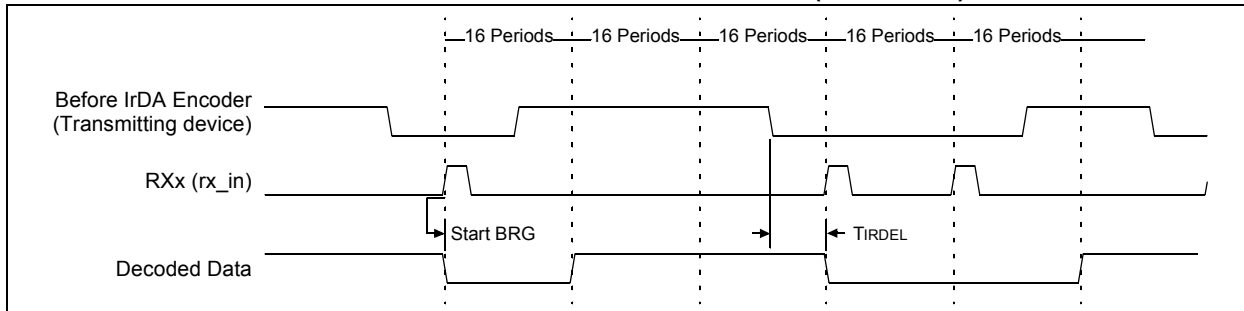 16 Periods 16 Periods 16 Periods 16 Periods 16 Periods
Before IrDA Encoder
(Transmitting device)
RXx (rx_in)
Start BRG
TIRDEL
Decoded Data